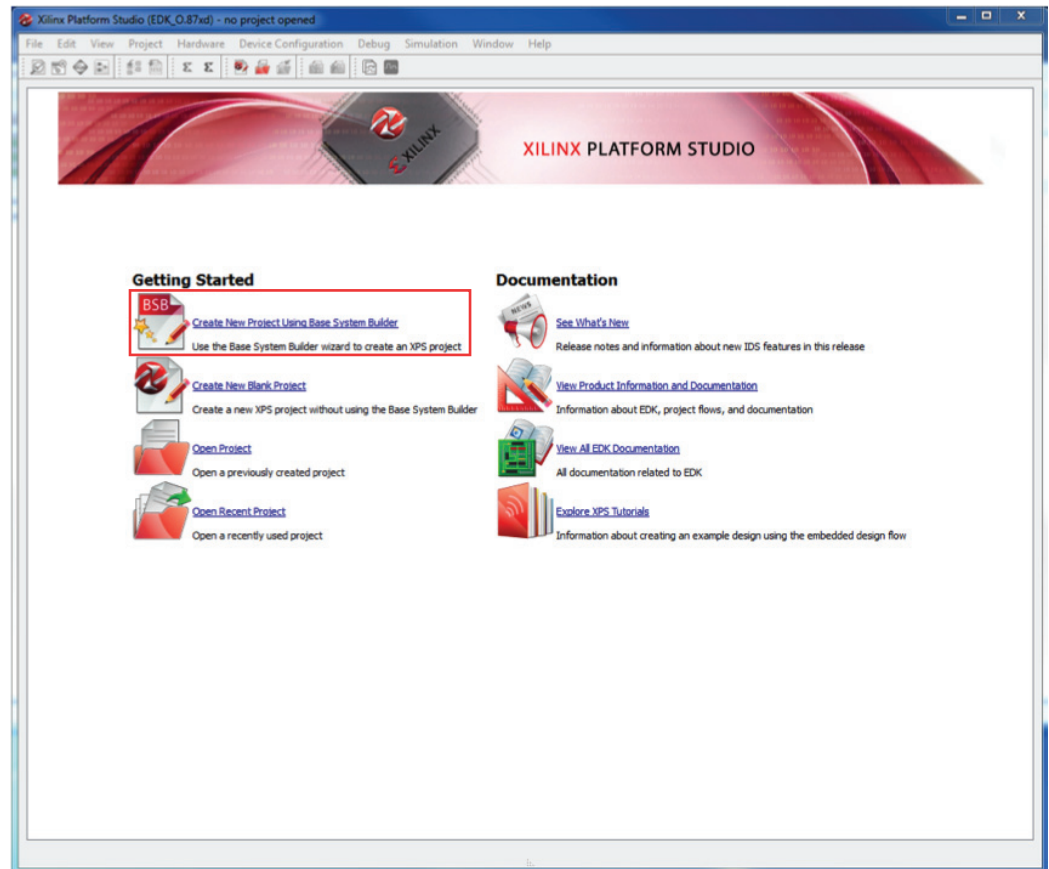 Xilinx Platform Studio (EDK_O.87xd) - no project opened
File Edit View Project Hardware Device Configuration Debug Simulation Window Help
XILINX
XILINX PLATFORM STUDIO
Getting Started
BSB
Create New Project Using Base System Builder
Use the Base System Builder wizard to create an XPS project
Create New Blank Project
Create a new XPS project without using the Base System Builder
Open Project
Open a previously created project
Open Recent Project
Open a recently used project
Documentation
NEWS
See What's New
Release notes and information about new IDS features in this release
View Product Information and Documentation
Information about EDK, project flows, and documentation
View All EDK Documentation
All documentation related to EDK
Explore XPS Tutorials
Information about creating an example design using the embedded design flow